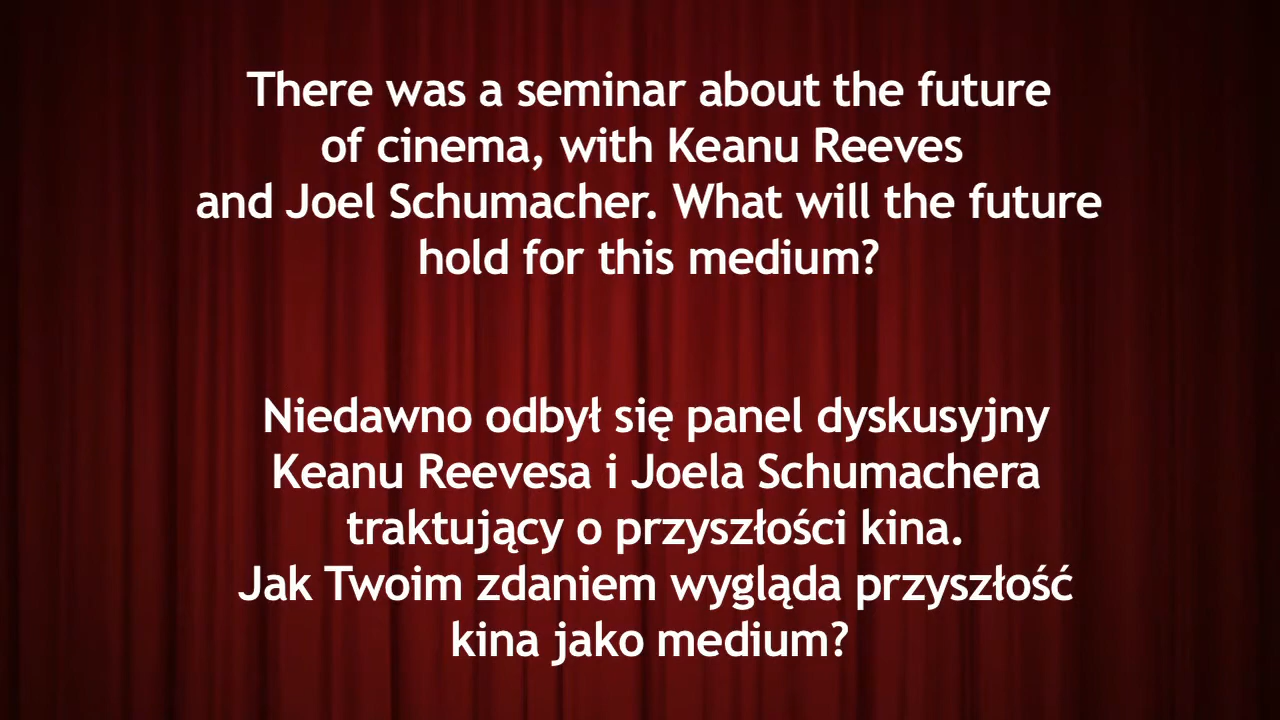 There was a seminar about the future
of cinema, with Keanu Reeves
and Joel Schumacher. What will the future
hold for this medium?
Niedawno odbył się panel dyskusyjny
Keanu Reevesa i Joela Schumachera
traktujący o przyszłości kina.
Jak Twoim zdaniem wygląda przyszłość
kina jako medium?